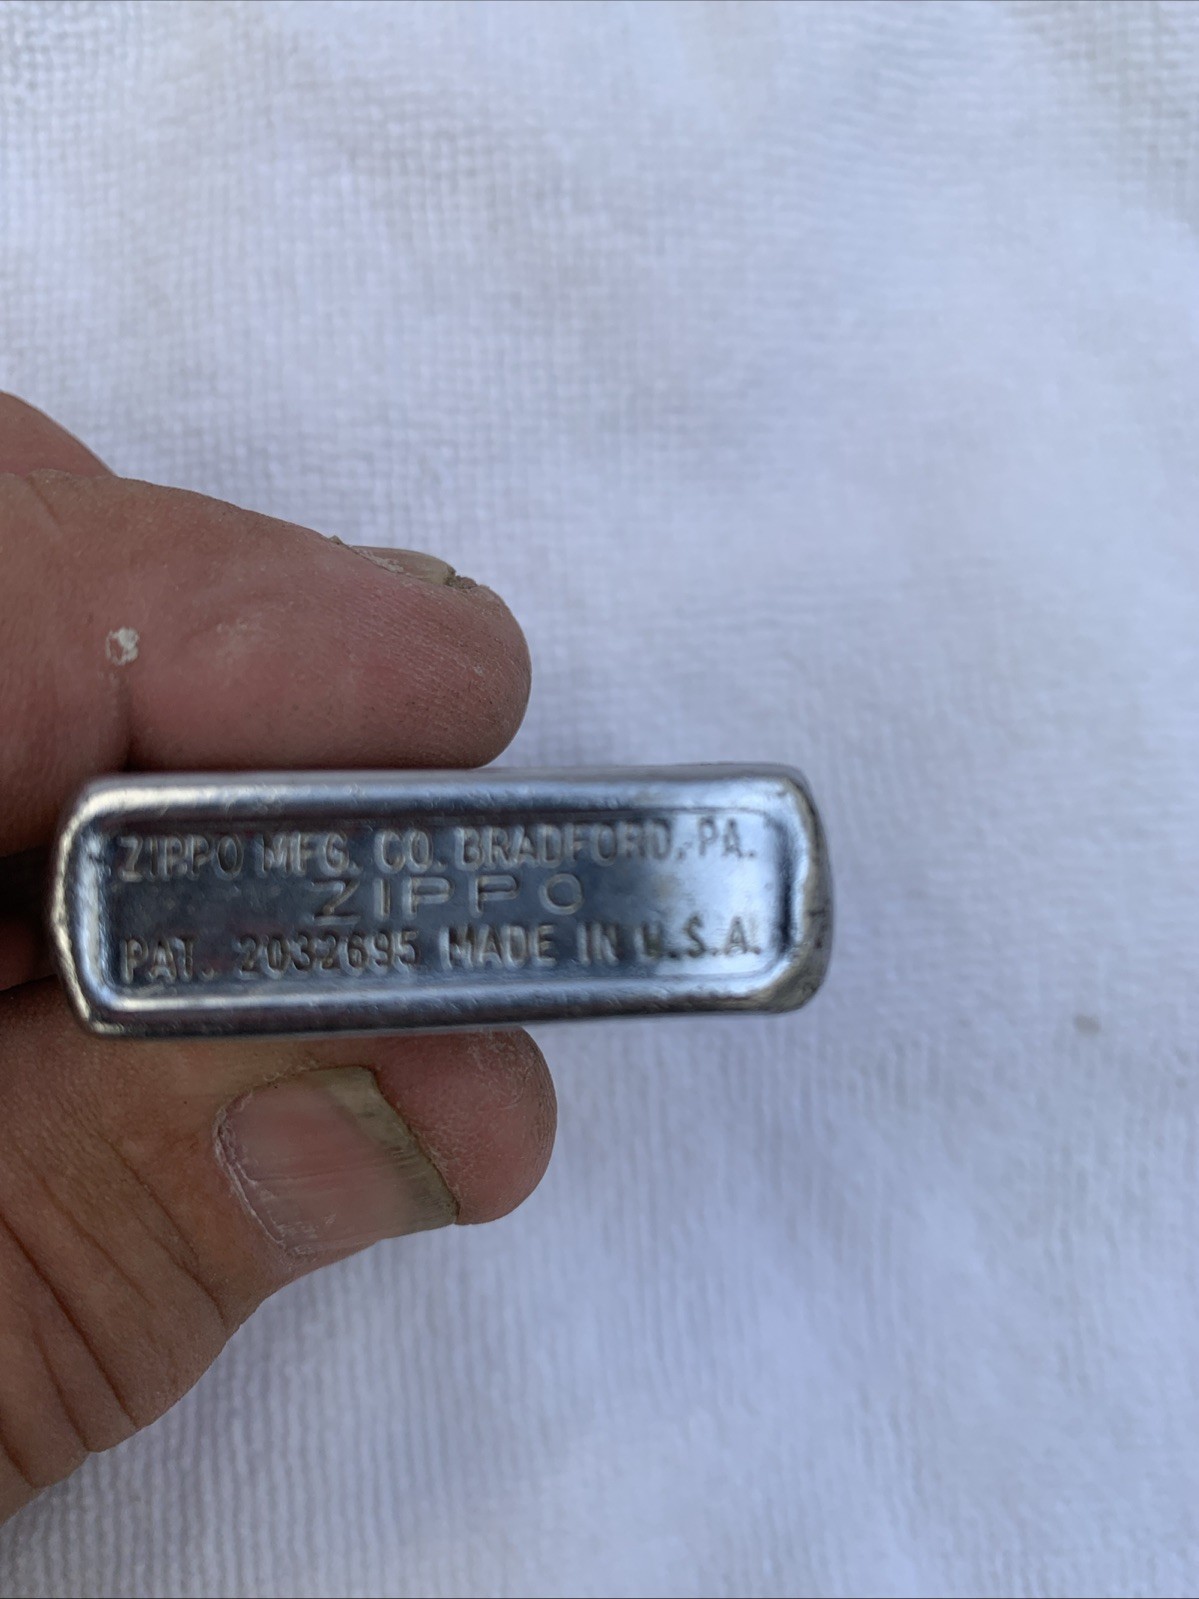 ZIPPO MFG. CO. BRADFORD, PA.
ZIPPO
PAT. 2032695 MADE IN U.S.A.